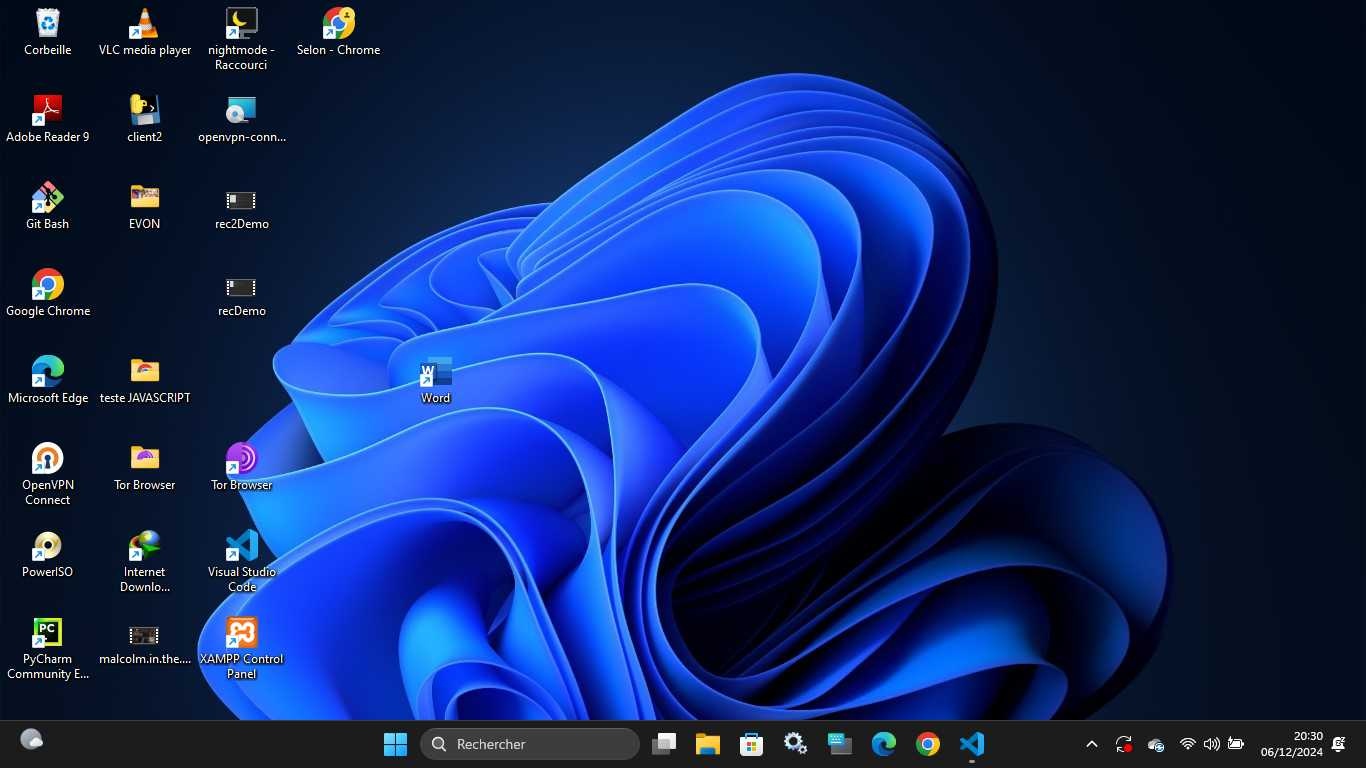 Corbeille
VLC media player
nightmode -
Raccourci
Selon - Chrome
Adobe Reader 9
client2
openvpn-conn...
Git Bash
EVON
rec2Demo
Google Chrome
recDemo
Microsoft Edge
teste JAVASCRIPT
W
Word
OpenVPN
Connect
Tor Browser
Tor Browser
PowerISO
Internet
Downlo...
Visual Studio
Code
PC
PyCharm
Community E...
malcolm.in.the....
XAMPP Control
Panel
Rechercher
20:30
06/12/2024